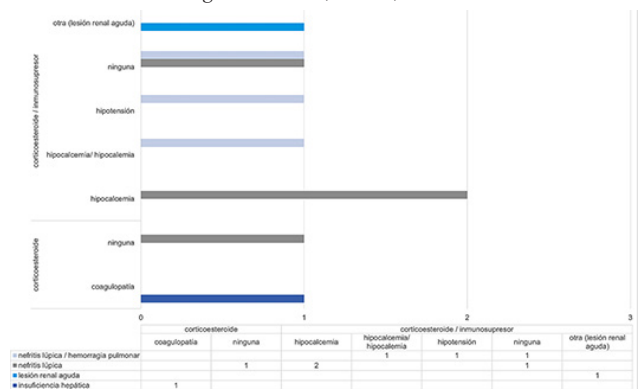 otra (lesión renal aguda)
ninguna
hipotensión
hipocalcemia/ hipocalemia
hipocalcemia
ninguna
coagulopatía
corticoesteroide / inmunosupresor
corticoesteroide
0 1 2 3
corticoesteroide corticoesteroide / inmunosupresor
coagulopatía ninguna hipocalcemia hipocalcemia/ hipocalemia hipotensión ninguna otra (lesión renal aguda)
nefritis lúpica / hemorragia pulmonar 1 1 1
nefritis lúpica 1 2 1
lesión renal aguda 1
insuficiencia hepática 1